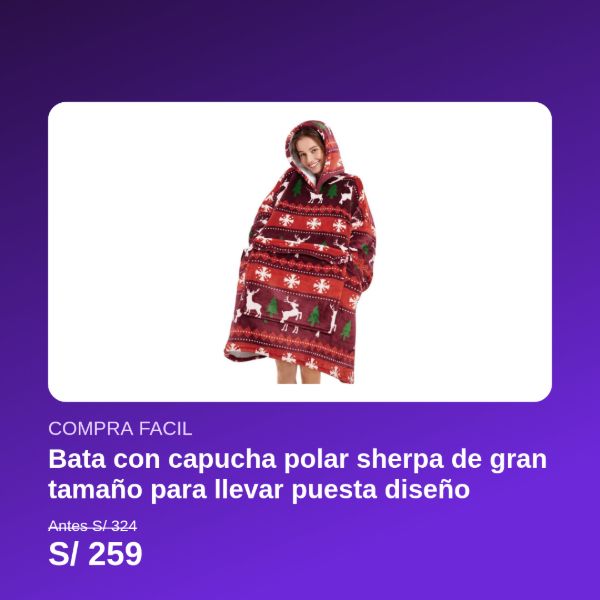 COMPRA FACIL
Bata con capucha polar sherpa de gran
tamaño para llevar puesta diseño
Antes S/ 324
S/ 259